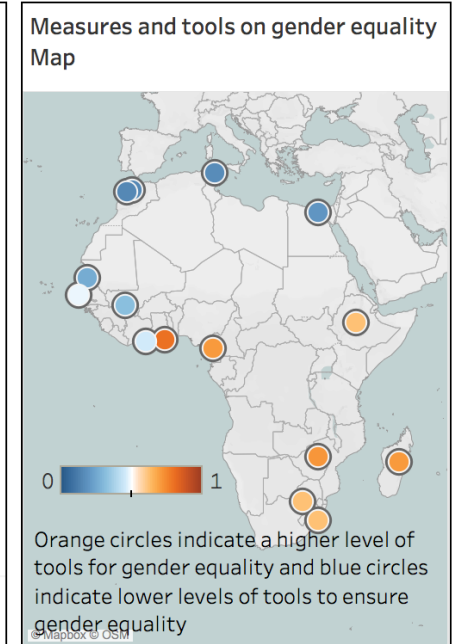 Measures and tools on gender equality
Map
0
1
Orange circles indicate a higher level of
tools for gender equality and blue circles
indicate lower levels of tools to ensure
gender equality
© Mapbox © OSM